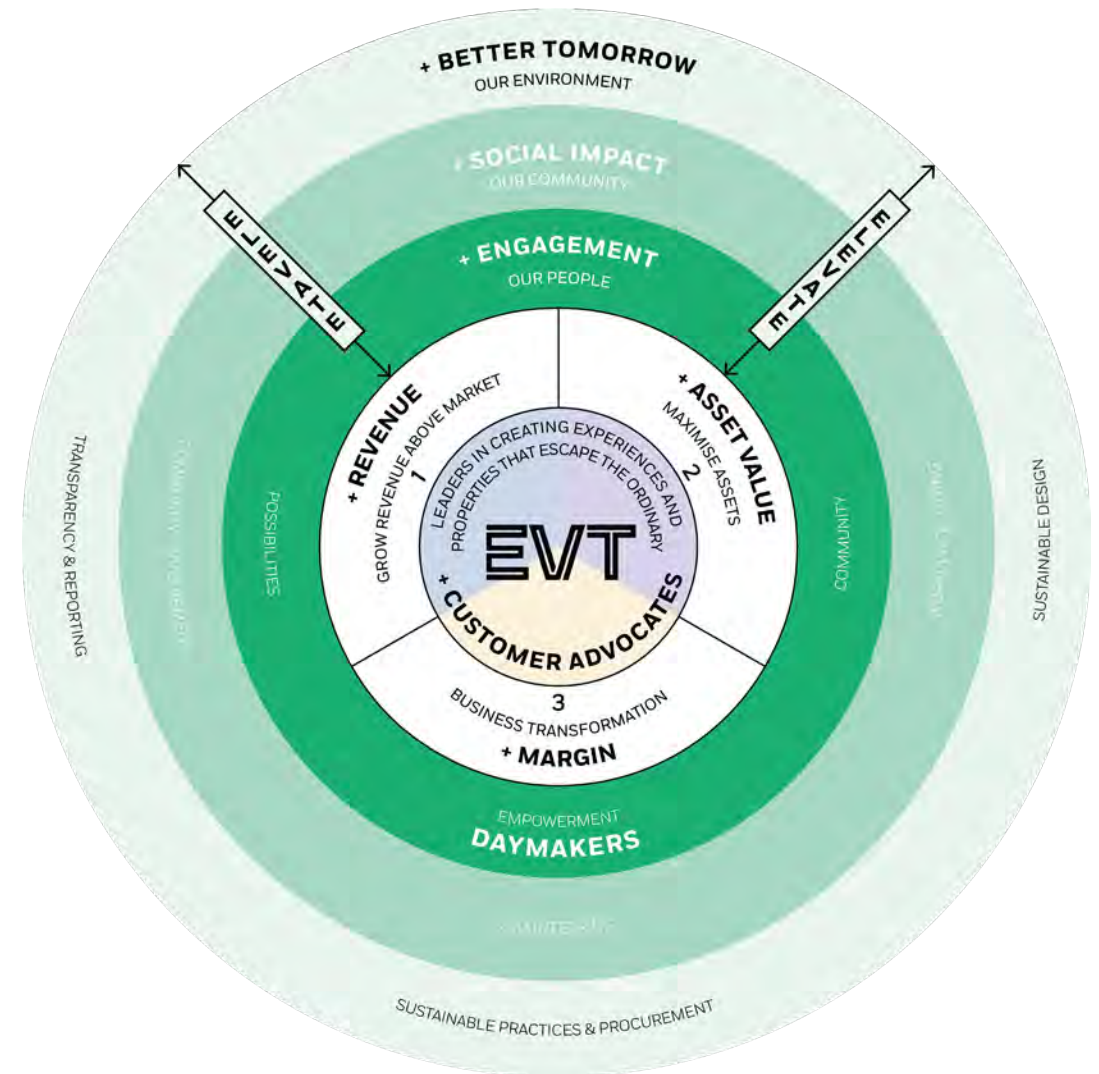 + BETTER TOMORROW
OUR ENVIRONMENT
+ SOCIAL IMPACT
OUR COMMUNITY
ELEVATE
ELEVATE
+ ENGAGEMENT
OUR PEOPLE
+ REVENUE
GROW REVENUE ABOVE MARKET
1
+ ASSET VALUE
MAXIMISE ASSETS
2
LEADERS IN CREATING EXPERIENCES AND
PROPERTIES THAT ESCAPE THE ORDINARY
EVT
+ CUSTOMER ADVOCATES
3
BUSINESS TRANSFORMATION
+ MARGIN
TRANSPARENCY & REPORTING
POSSIBILITIES
COMMUNITY
SUSTAINABLE DESIGN
EMPOWERMENT
DAYMAKERS
SUSTAINABLE PRACTICES & PROCUREMENT